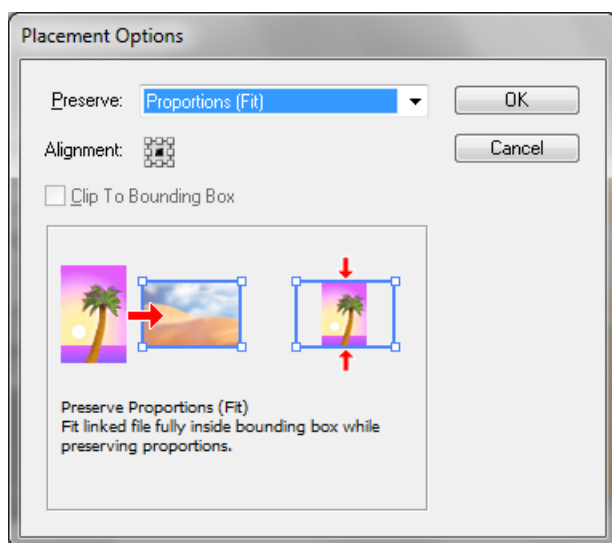 Placement Options
Preserve: Proportions (Fit) OK
Alignment: Cancel
Clip To Bounding Box
Preserve Proportions (Fit)
Fit linked file fully inside bounding box while
preserving proportions.